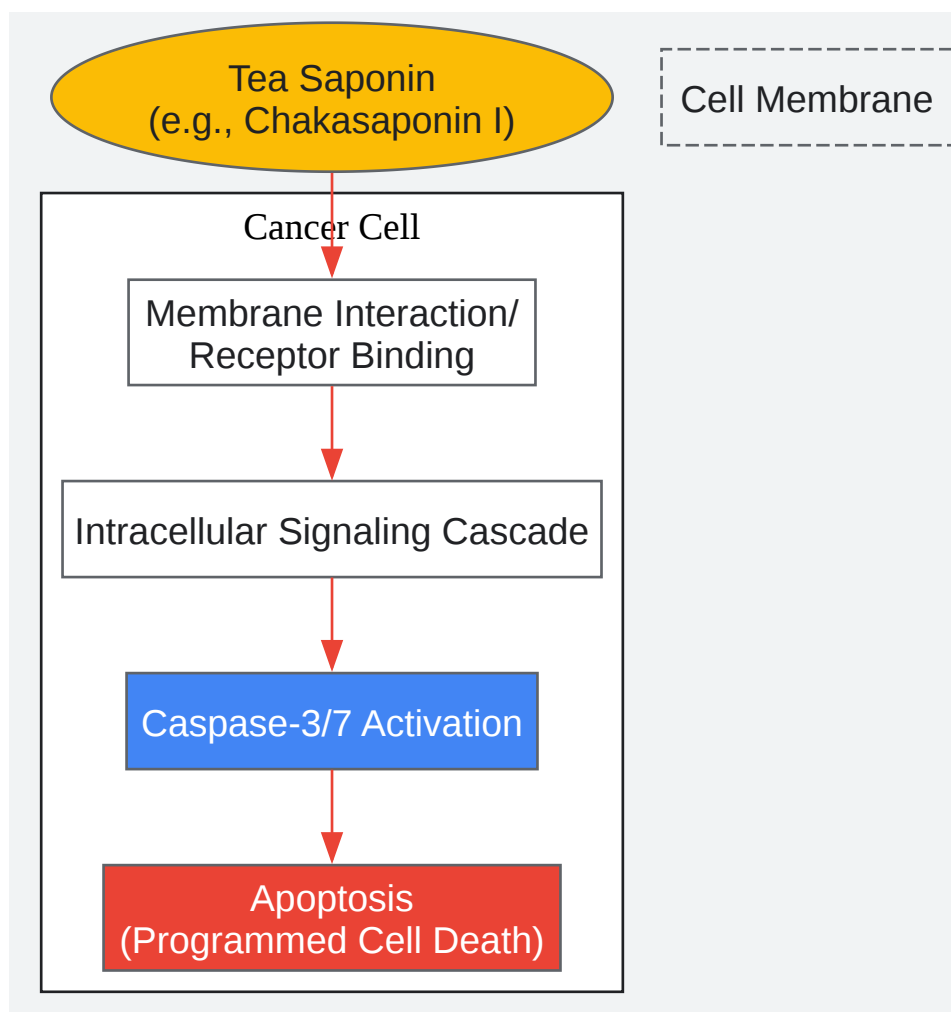 Tea Saponin
(e.g., Chakasaponin I)
Cell Membrane
Cancer Cell
Membrane Interaction/
Receptor Binding
Intracellular Signaling Cascade
Caspase-3/7 Activation
Apoptosis
(Programmed Cell Death)